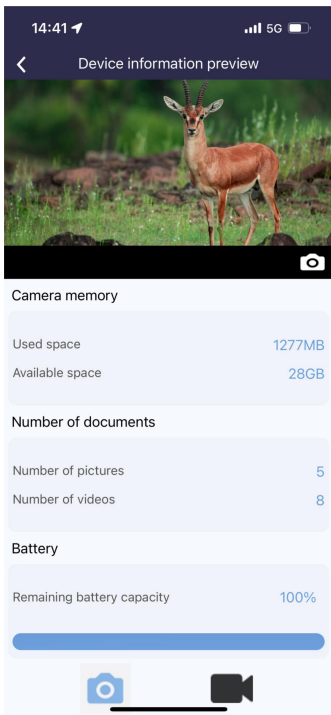 14:41
5G
Device information preview
Camera memory
Used space 1277MB
Available space 28GB
Number of documents
Number of pictures 5
Number of videos 8
Battery
Remaining battery capacity 100%